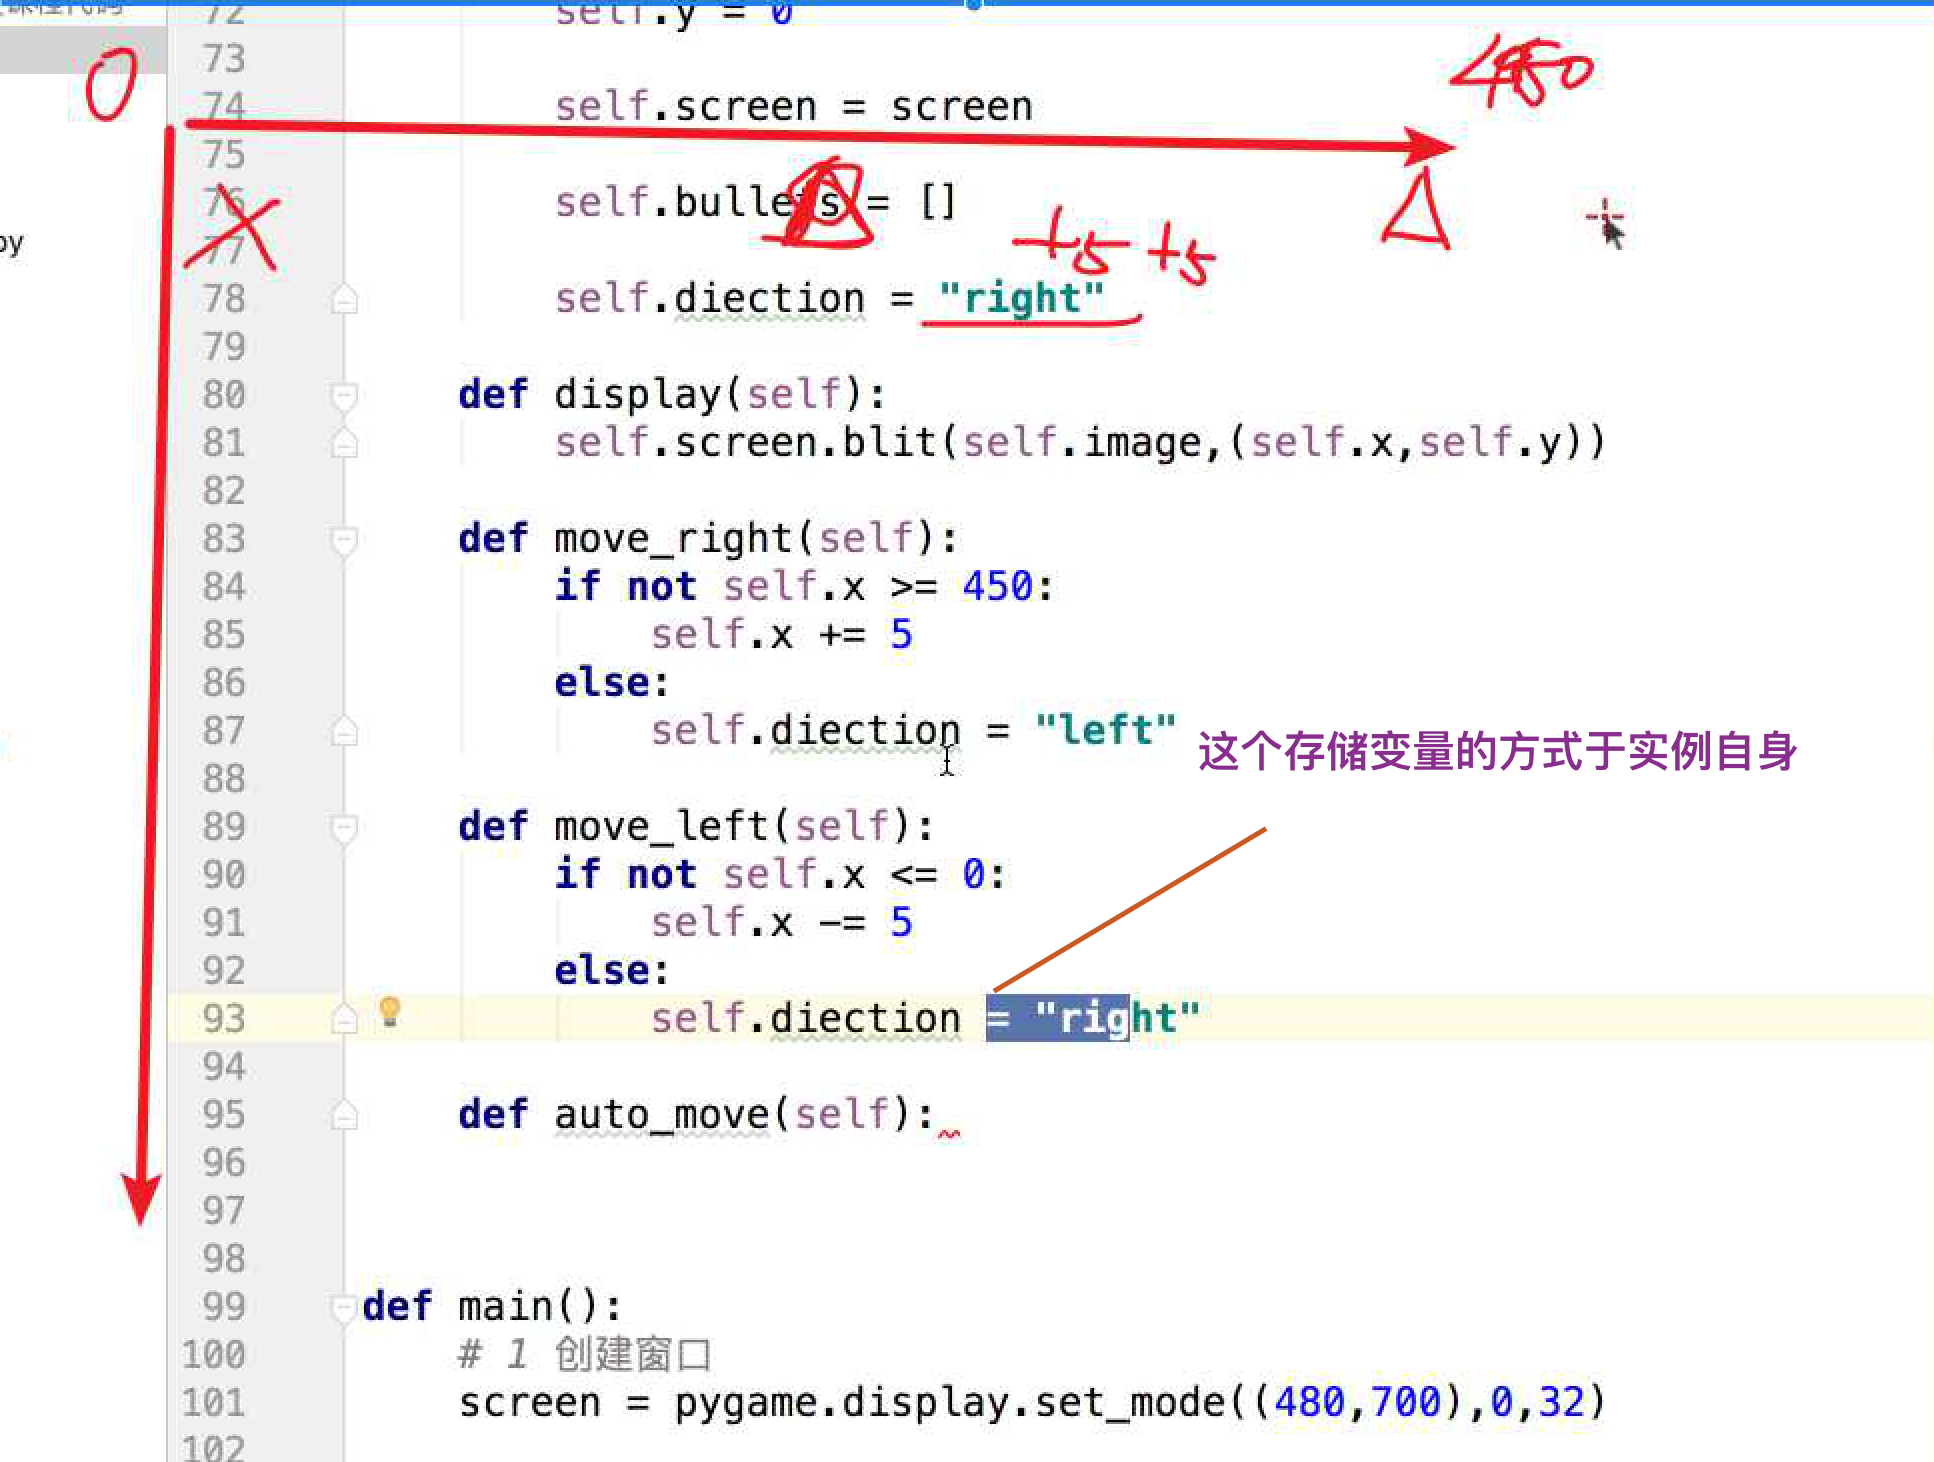 72 self.y = 0
73
74 self.screen = screen
75
76 self.bullets = []
77
78 self.diection = "right"
79
80 def display(self):
81 self.screen.blit(self.image,(self.x,self.y))
82
83 def move_right(self):
84 if not self.x >= 450:
85 self.x += 5
86 else:
87 self.diection = "left"
88
89 def move_left(self):
90 if not self.x <= 0:
91 self.x -= 5
92 else:
93 self.diection = "right"
94
95 def auto_move(self):
96
97
98
99 def main():
100 # 1 创建窗口
101 screen = pygame.display.set_mode((480,700),0,32)
102
py
0
480
+5 +5
这个存储变量的方式于实例自身